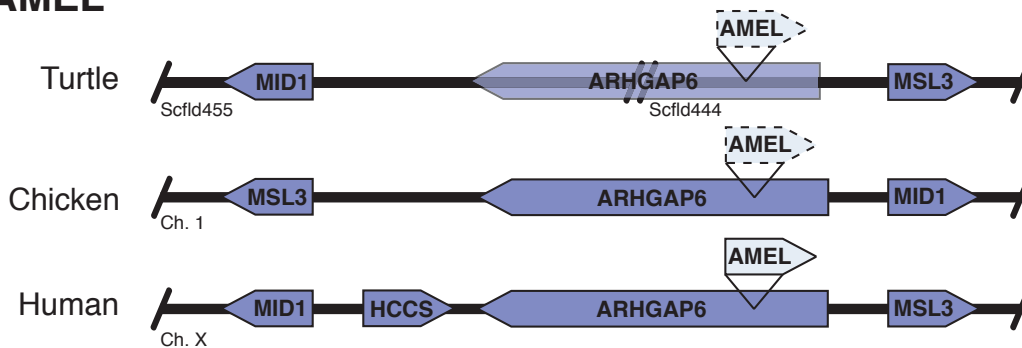 AMEL
AMEL
Turtle MID1 ARHGAP6 MSL3
Scfld455 Scfld444
AMEL
Chicken MSL3 ARHGAP6 MID1
Ch. 1
AMEL
Human MID1 HCCS ARHGAP6 MSL3
Ch. X